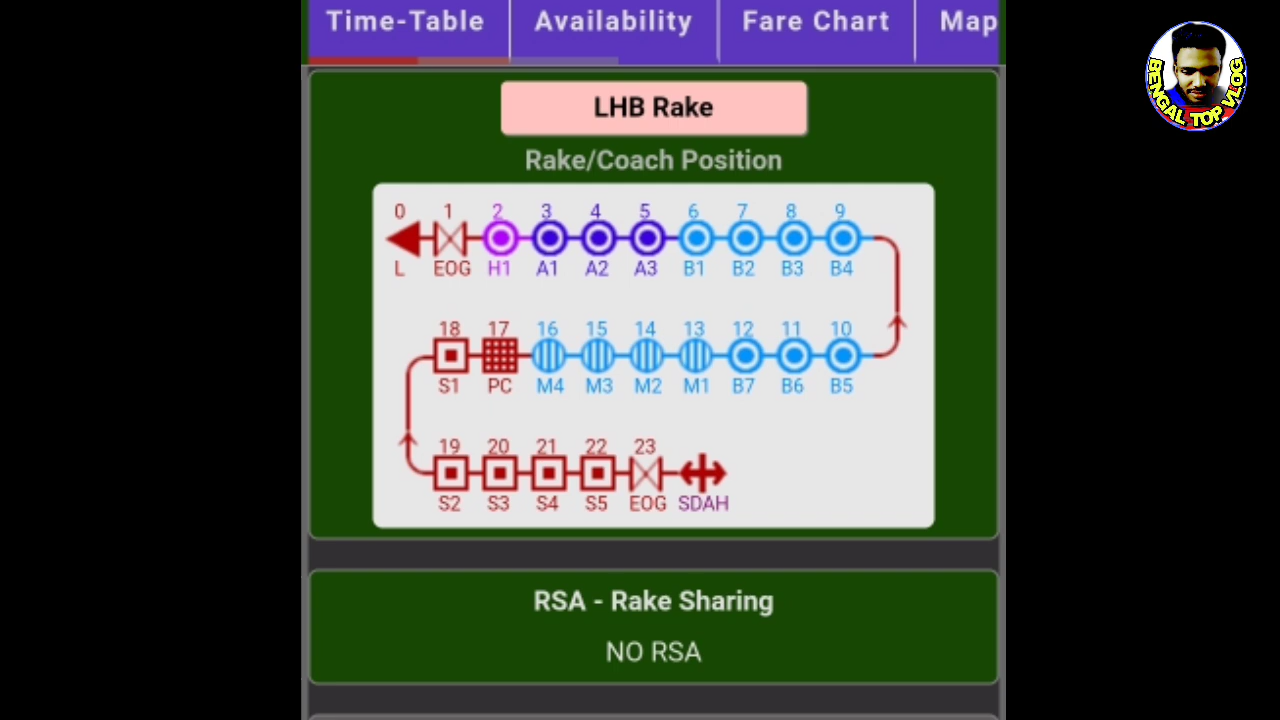 Time-Table Availability Fare Chart Map
BENGAL TOP VLOG
LHB Rake
Rake/Coach Position
0 1 2 3 4 5 6 7 8 9
L EOG H1 A1 A2 A3 B1 B2 B3 B4
18 17 16 15 14 13 12 11 10
S1 PC M4 M3 M2 M1 B7 B6 B5
19 20 21 22 23
S2 S3 S4 S5 EOG SDAH
RSA - Rake Sharing
NO RSA